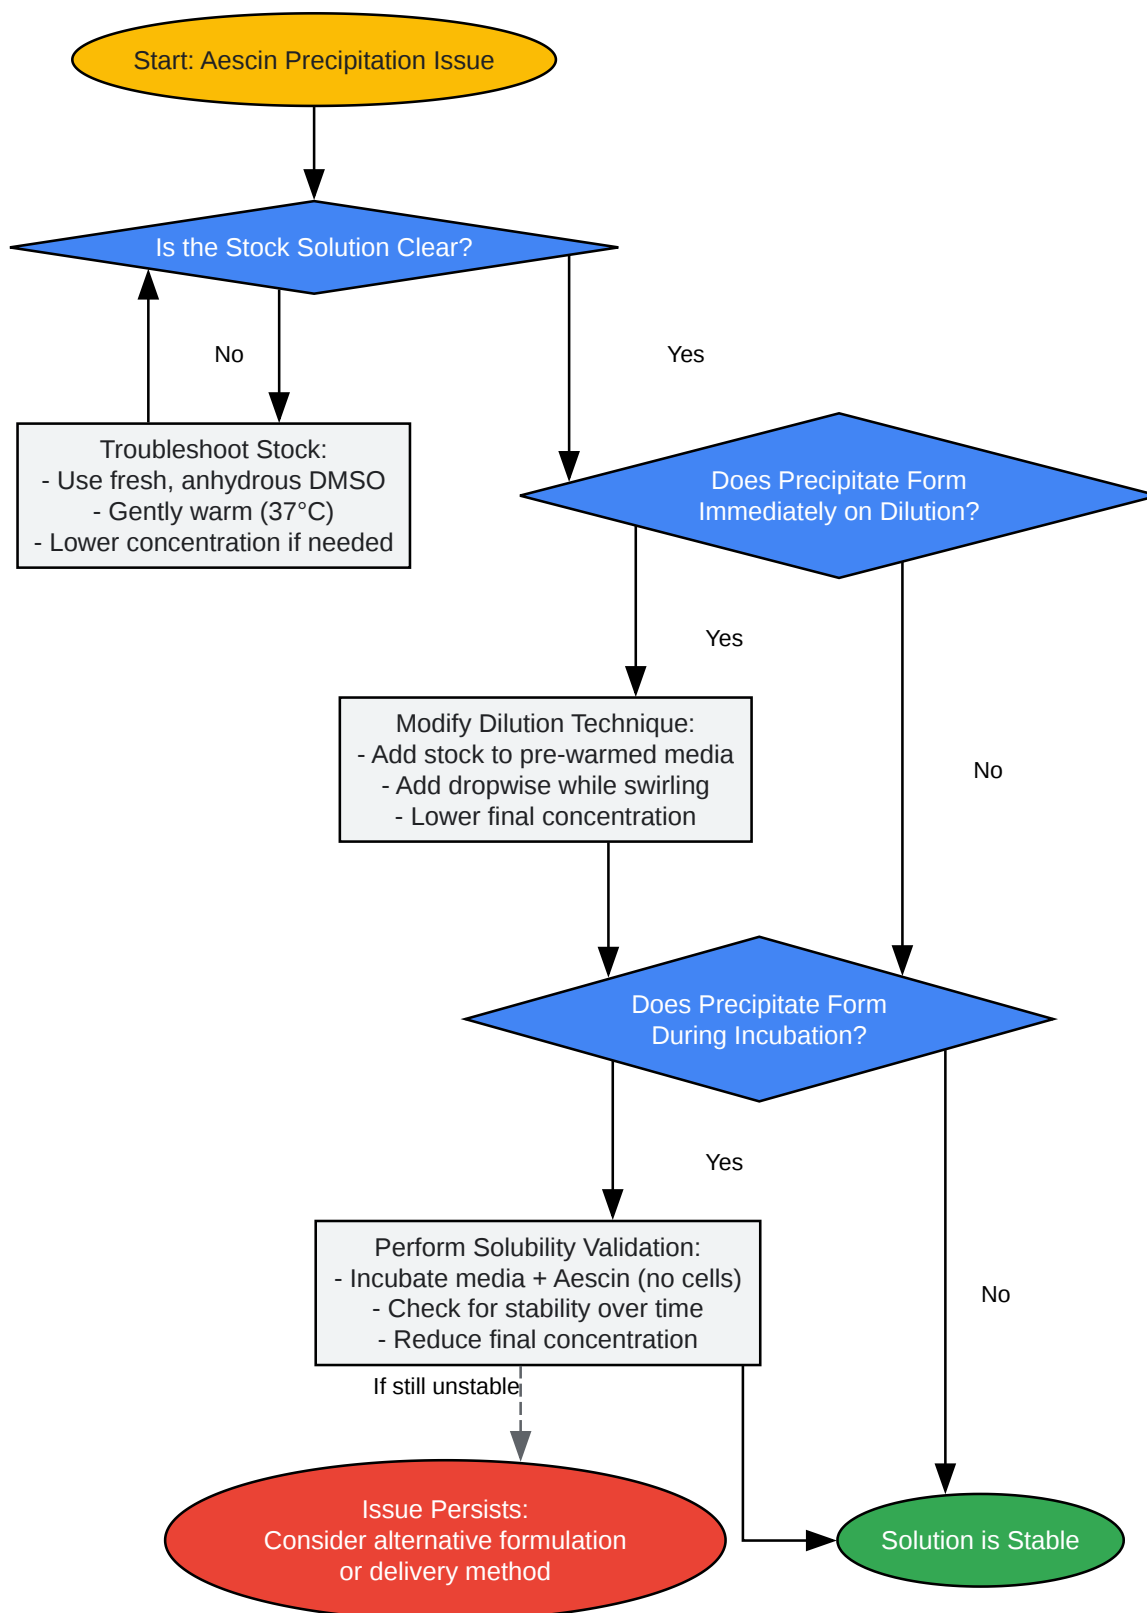 Start: Aescin Precipitation Issue
Is the Stock Solution Clear?
No
Yes
Troubleshoot Stock:
- Use fresh, anhydrous DMSO
- Gently warm (37°C)
- Lower concentration if needed
Does Precipitate Form
Immediately on Dilution?
Yes
No
Modify Dilution Technique:
- Add stock to pre-warmed media
- Add dropwise while swirling
- Lower final concentration
Does Precipitate Form
During Incubation?
Yes
No
Perform Solubility Validation:
- Incubate media + Aescin (no cells)
- Check for stability over time
- Reduce final concentration
If still unstable
Issue Persists:
Consider alternative formulation
or delivery method
Solution is Stable